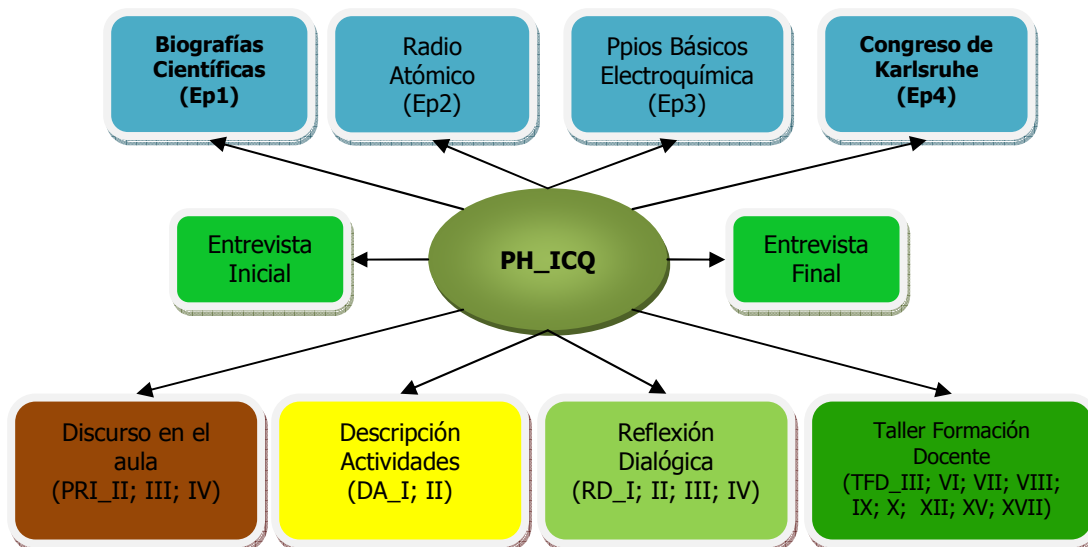 Biografías
Científicas
(Ep1)
Radio
Atómico
(Ep2)
Ppios Básicos
Electroquímica
(Ep3)
Congreso de
Karlsruhe
(Ep4)
Entrevista
Inicial
PH_ICQ
Entrevista
Final
Discurso en el
aula
(PRI_II; III; IV)
Descripción
Actividades
(DA_I; II)
Reflexión
Dialógica
(RD_I; II; III; IV)
Taller Formación
Docente
(TFD_III; VI; VII; VIII;
IX; X; XII; XV; XVII)